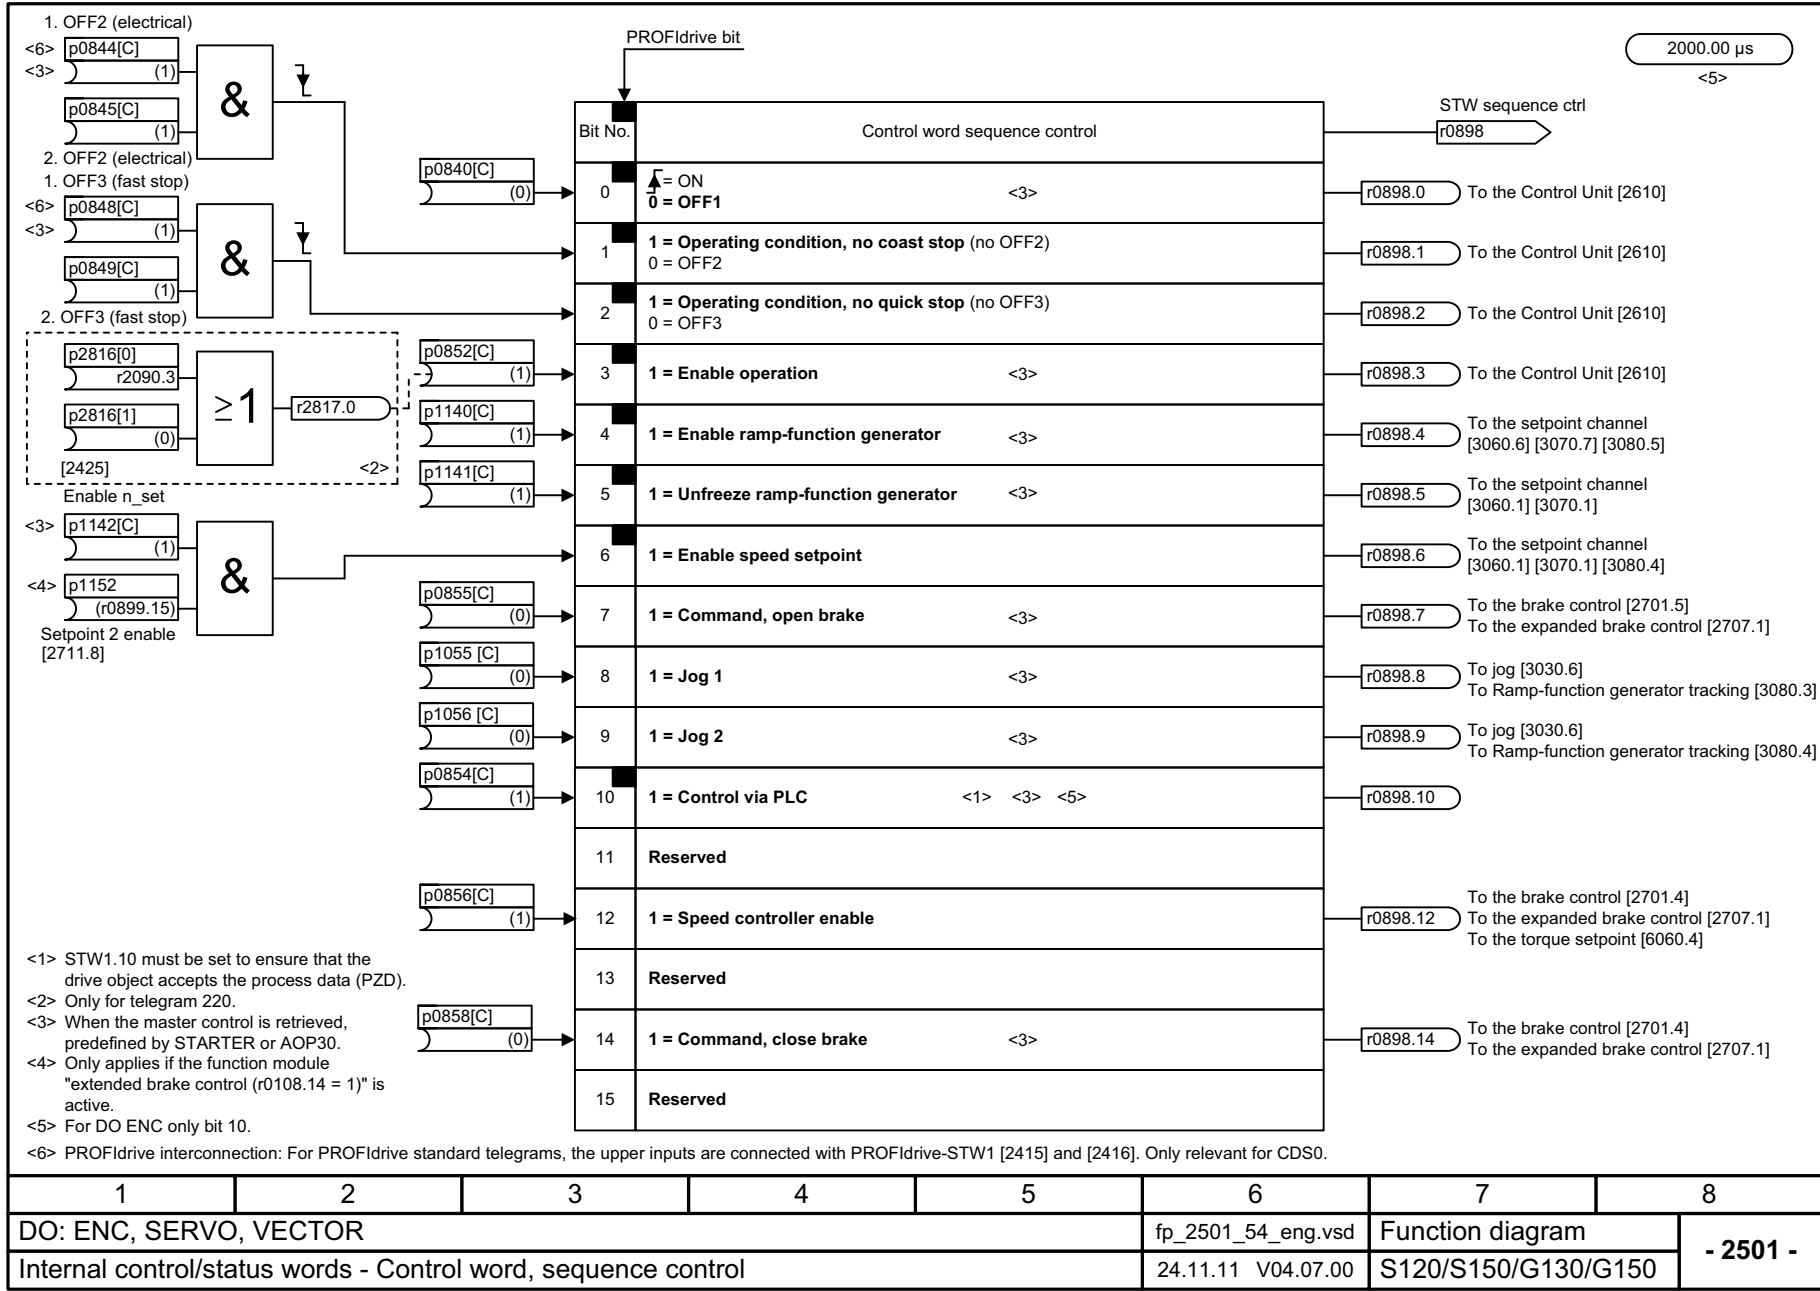 1. OFF2 (electrical)
<6> p0844[C]
<3> (1)
&
p0845[C]
(1)
2. OFF2 (electrical)
1. OFF3 (fast stop)
<6> p0848[C]
<3> (1)
&
p0849[C]
(1)
2. OFF3 (fast stop)
p2816[0]
r2090.3
≥1
r2817.0
p2816[1]
(0)
[2425] <2>
Enable n_set
<3> p1142[C]
(1)
&
<4> p1152
(r0899.15)
Setpoint 2 enable
[2711.8]
PROFIdrive bit
2000.00 µs
<5>
Bit No. Control word sequence control
STW sequence ctrl
r0898
p0840[C]
(0)
0
= ON
0 = OFF1
<3>
r0898.0 To the Control Unit [2610]
1
1 = Operating condition, no coast stop (no OFF2)
0 = OFF2
r0898.1 To the Control Unit [2610]
2
1 = Operating condition, no quick stop (no OFF3)
0 = OFF3
r0898.2 To the Control Unit [2610]
p0852[C]
(1)
3 1 = Enable operation <3>
r0898.3 To the Control Unit [2610]
p1140[C]
(1)
4 1 = Enable ramp-function generator <3>
r0898.4 To the setpoint channel
[3060.6] [3070.7] [3080.5]
p1141[C]
(1)
5 1 = Unfreeze ramp-function generator <3>
r0898.5 To the setpoint channel
[3060.1] [3070.1]
6 1 = Enable speed setpoint
r0898.6 To the setpoint channel
[3060.1] [3070.1] [3080.4]
p0855[C]
(0)
7 1 = Command, open brake <3>
r0898.7 To the brake control [2701.5]
To the expanded brake control [2707.1]
p1055 [C]
(0)
8 1 = Jog 1 <3>
r0898.8 To jog [3030.6]
To Ramp-function generator tracking [3080.3]
p1056 [C]
(0)
9 1 = Jog 2 <3>
r0898.9 To jog [3030.6]
To Ramp-function generator tracking [3080.4]
p0854[C]
(1)
10 1 = Control via PLC <1> <3> <5>
r0898.10
11 Reserved
p0856[C]
(1)
12 1 = Speed controller enable
r0898.12 To the brake control [2701.4]
To the expanded brake control [2707.1]
To the torque setpoint [6060.4]
13 Reserved
p0858[C]
(0)
14 1 = Command, close brake <3>
r0898.14 To the brake control [2701.4]
To the expanded brake control [2707.1]
15 Reserved
<1> STW1.10 must be set to ensure that the
drive object accepts the process data (PZD).
<2> Only for telegram 220.
<3> When the master control is retrieved,
predefined by STARTER or AOP30.
<4> Only applies if the function module
"extended brake control (r0108.14 = 1)" is
active.
<5> For DO ENC only bit 10.
<6> PROFIdrive interconnection: For PROFIdrive standard telegrams, the upper inputs are connected with PROFIdrive-STW1 [2415] and [2416]. Only relevant for CDS0.
1 2 3 4 5 6 7 8
DO: ENC, SERVO, VECTOR fp_2501_54_eng.vsd Function diagram
- 2501 -
Internal control/status words - Control word, sequence control 24.11.11 V04.07.00 S120/S150/G130/G150